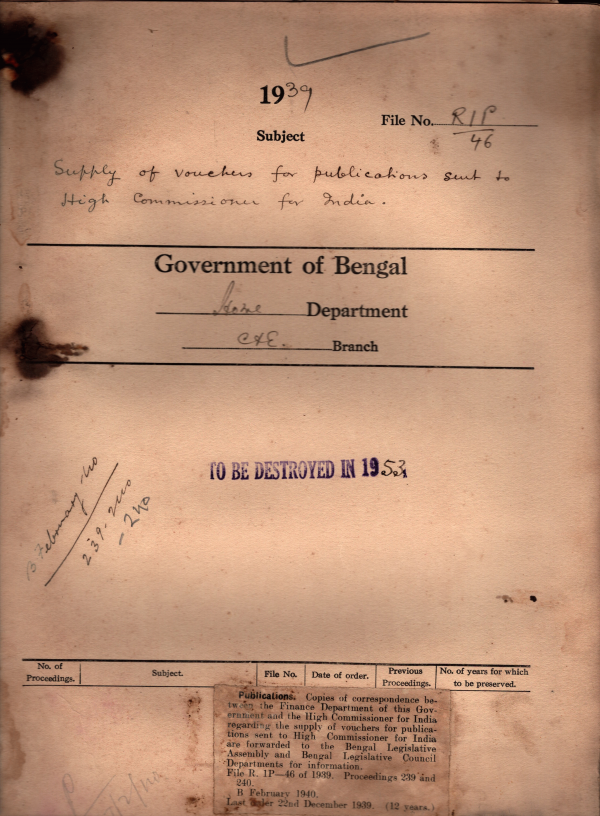 1939
File No. R1P/46
Subject
Supply of vouchers for publications sent to
High Commissioner for India.
Government of Bengal
Home Department
C&E. Branch
TO BE DESTROYED IN 1953
B February /40
239-240
No. of
Proceedings.
Subject.
File No.
Date of order.
Previous
Proceedings.
No. of years for which
to be preserved.
Publications. Copies of correspondence be-
tween the Finance Department of this Gov-
ernment and the High Commissioner for India
regarding the supply of vouchers for publica-
tions sent to High Commissioner for India
are forwarded to the Bengal Legislative
Assembly and Bengal Legislative Council
Departments for information.
File R. 1P—46 of 1939. Proceedings 239 and
240.
B February 1940.
Last order 22nd December 1939. (12 years.)